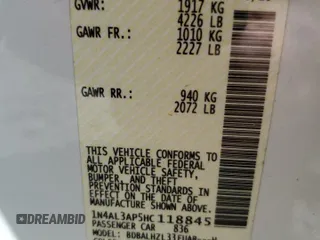 GVWR: 1917 KG
4226 LB
GAWR FR.: 1010 KG
2227 LB
GAWR RR.: 940 KG
2072 LB
THIS VEHICLE CONFORMS TO ALL
APPLICABLE U.S. FEDERAL MOTOR VEHICLE SAFETY,
BUMPER, AND THEFT
PREVENTION STANDARDS IN
EFFECT ON THE DATE OF
MANUFACTURE SHOWN ABOVE.
1N4AL3AP5HC118845
PASSENGER CAR 836
MODEL:
DREAMBID
AutoBidMaster